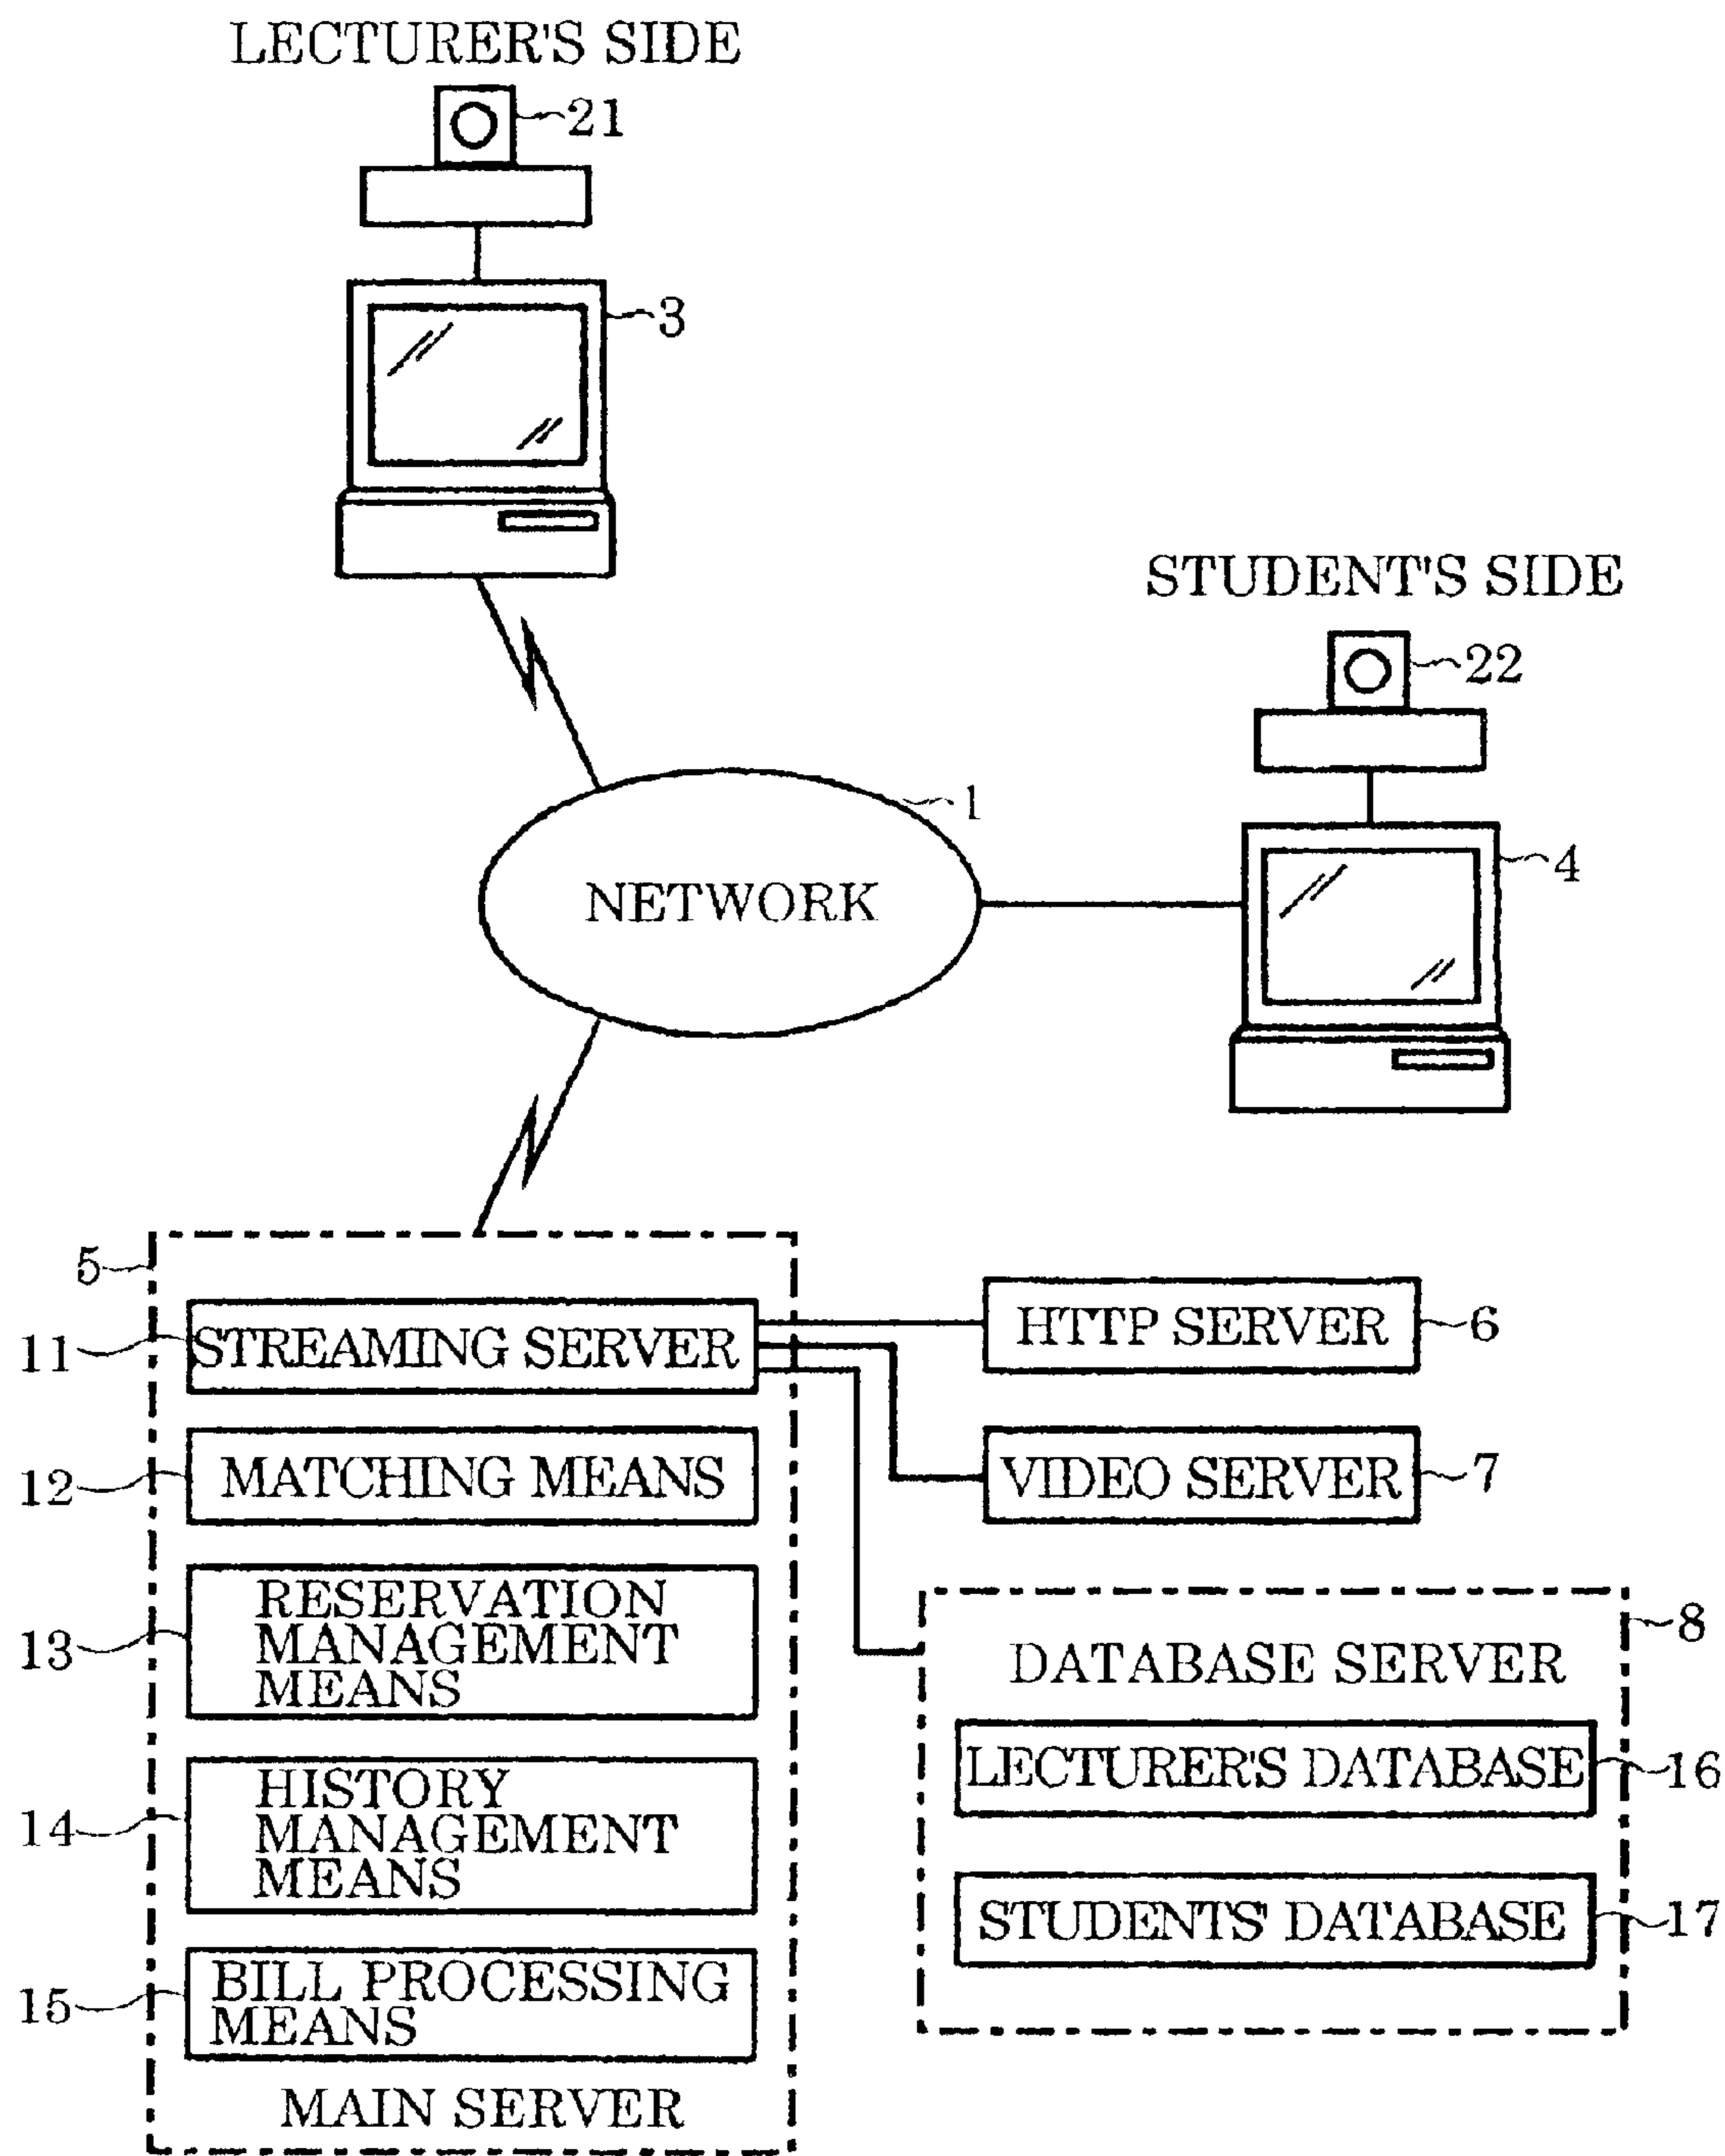 LECTURER'S SIDE
21
3
STUDENT'S SIDE
22
1
NETWORK
4
5
11
STREAMING SERVER
HTTP SERVER
6
12
MATCHING MEANS
VIDEO SERVER
7
13
RESERVATION
MANAGEMENT
MEANS
8
DATABASE SERVER
LECTURER'S DATABASE
16
14
HISTORY
MANAGEMENT
MEANS
STUDENTS' DATABASE
17
15
BILL PROCESSING
MEANS
MAIN SERVER